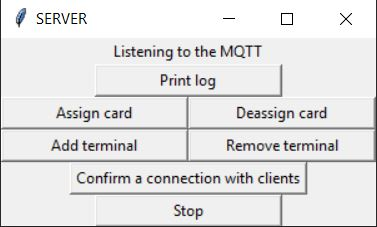 SERVER
Listening to the MQTT
Print log
Assign card Deassign card
Add terminal Remove terminal
Confirm a connection with clients
Stop